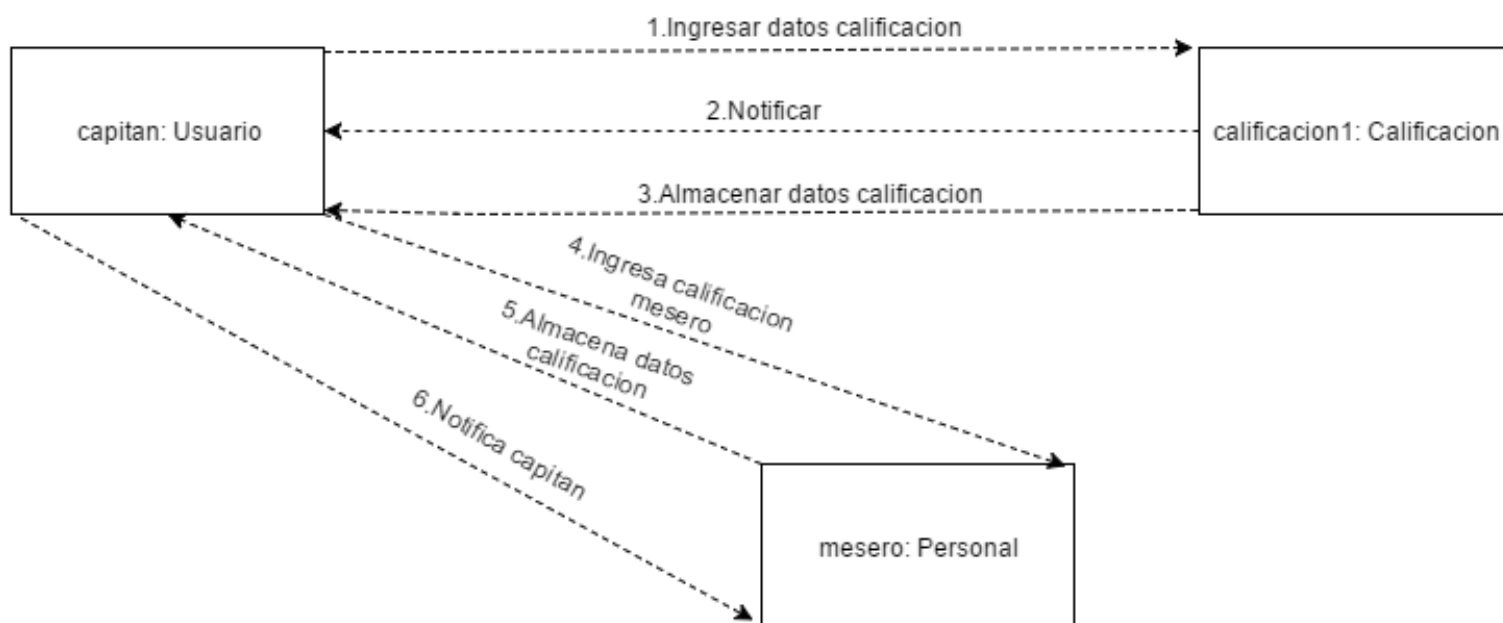 1.Ingresar datos calificacion
capitan: Usuario
2.Notificar
calificacion1: Calificacion
3.Almacenar datos calificacion
4.Ingresa calificacion
mesero
5.Almacena datos
calificacion
6.Notifica capitan
mesero: Personal